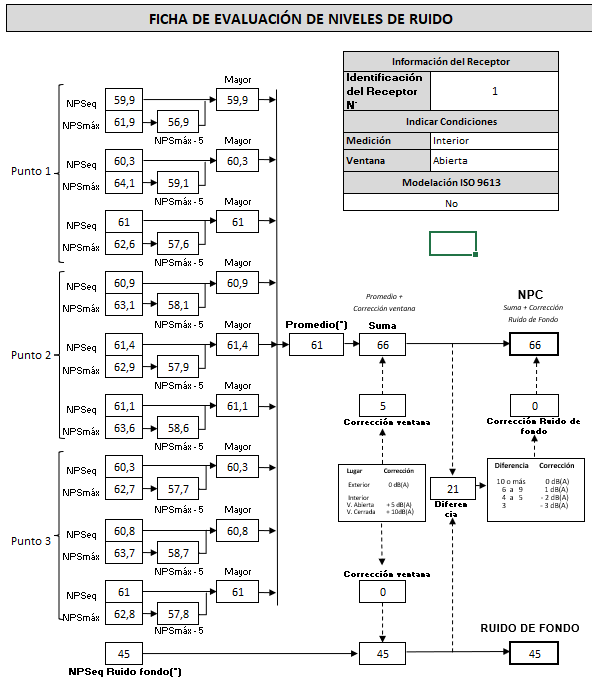 FICHA DE EVALUACIÓN DE NIVELES DE RUIDO
Información del Receptor
Identificación del Receptor N° 1
Indicar Condiciones
Medición Interior
Ventana Abierta
Modelación ISO 9613
No
Punto 1
Mayor
NPSeq 59,9 59,9
NPSmáx 61,9 56,9
NPSmáx - 5
Mayor
NPSeq 60,3 60,3
NPSmáx 64,1 59,1
NPSmáx - 5
Mayor
NPSeq 61 61
NPSmáx 62,6 57,6
NPSmáx - 5
Punto 2
Mayor
NPSeq 60,9 60,9
NPSmáx 63,1 58,1
NPSmáx - 5
Mayor
NPSeq 61,4 61,4
NPSmáx 62,9 57,9
NPSmáx - 5
Mayor
NPSeq 61,1 61,1
NPSmáx 63,6 58,6
NPSmáx - 5
Punto 3
Mayor
NPSeq 60,3 60,3
NPSmáx 62,7 57,7
NPSmáx - 5
Mayor
NPSeq 60,8 60,8
NPSmáx 63,7 58,7
NPSmáx - 5
Mayor
NPSeq 61 61
NPSmáx 62,8 57,8
NPSmáx - 5
Promedio(*)
61
Promedio +
Corrección ventana
Suma
66
NPC
Suma + Corrección
Ruido de Fondo
66
5
Corrección ventana
0
Corrección Ruido de
fondo
Lugar Corrección
Exterior 0 dB(A)
Interior
V. Abierta + 5 dB(A)
V. Cerrada + 10dB(A)
21
Diferen
cia
Diferencia Corrección
10 o más 0 dB(A)
6 a 9 1 dB(A)
4 a 5 - 2 dB(A)
3 - 3 dB(A)
Corrección ventana
0
RUIDO DE FONDO
45 45 45
NPSeq Ruido fondo(*)